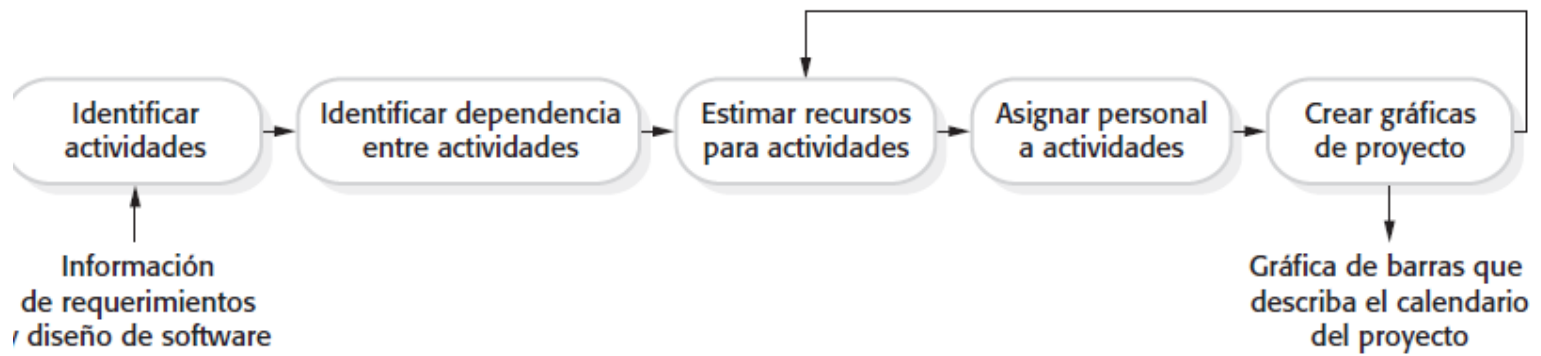 Identificar
actividades
Identificar dependencia
entre actividades
Estimar recursos
para actividades
Asignar personal
a actividades
Crear gráficas
de proyecto
Información
de requerimientos
y diseño de software
Gráfica de barras que
describa el calendario
del proyecto